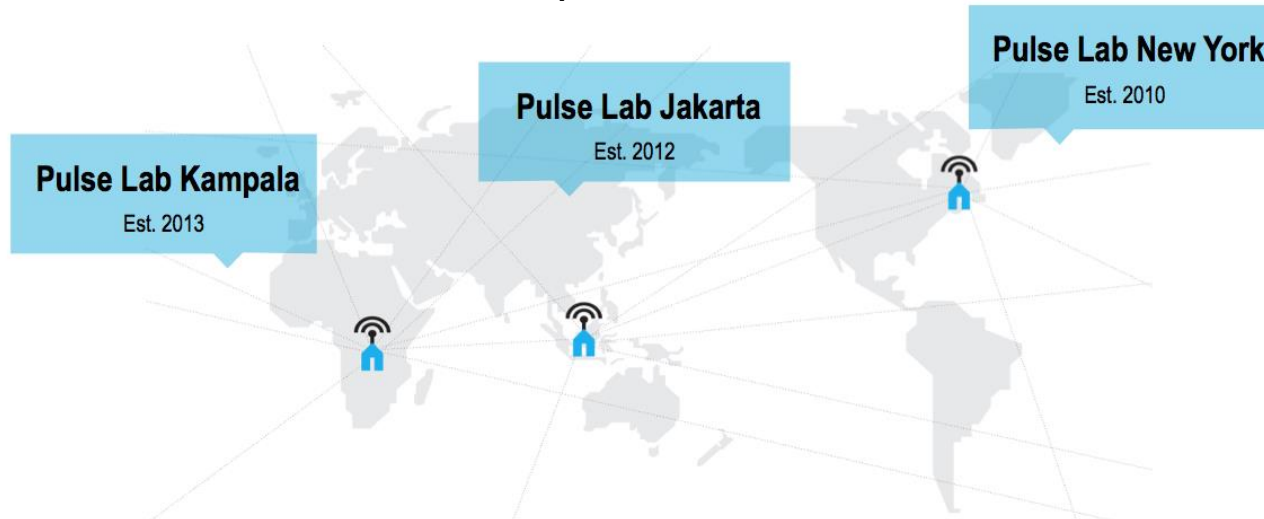 Pulse Lab New York
Est. 2010
Pulse Lab Jakarta
Est. 2012
Pulse Lab Kampala
Est. 2013